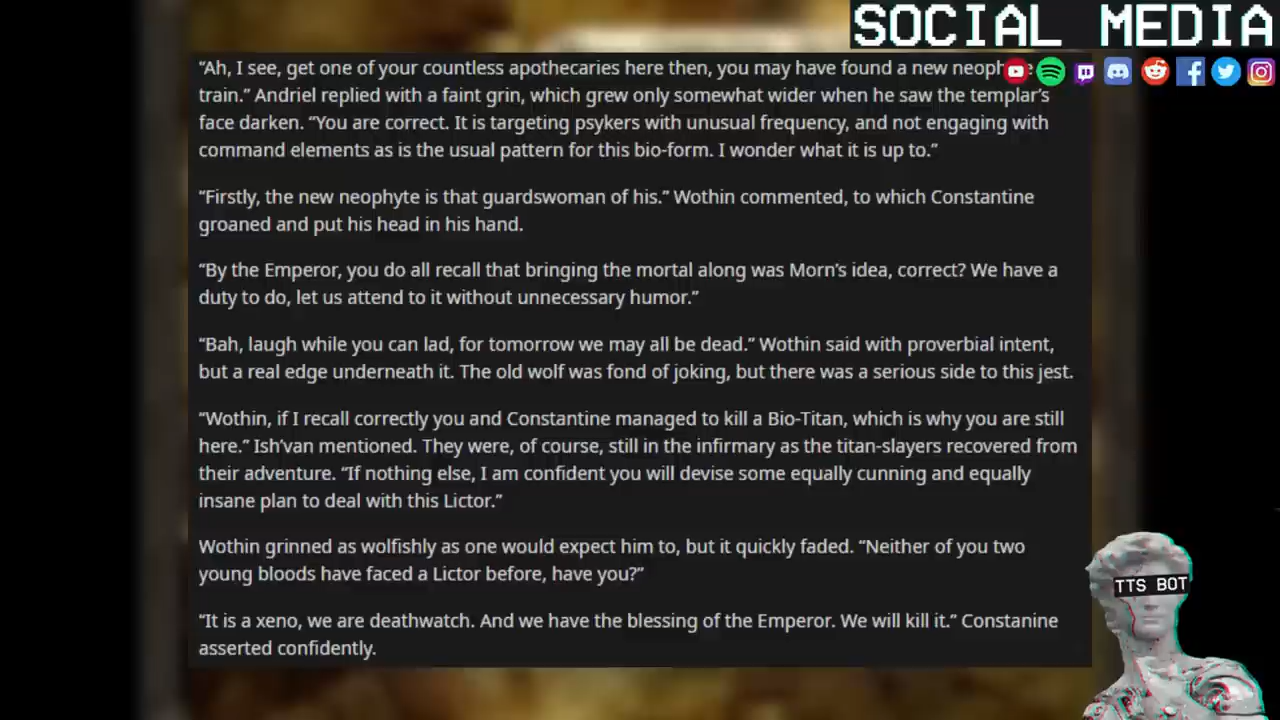 SOCIAL MEDIA
“Ah, I see, get one of your countless apothecaries here then, you may have found a new
train.” Andriel replied with a faint grin, which grew only somewhat wider when he saw the templar’s
face darken. “You are correct. It is targeting psykers with unusual frequency, and not engaging with
command elements as is the usual pattern for this bio-form. I wonder what it is up to.”
“Firstly, the new neophyte is that guardswoman of his.” Wothin commented, to which Constantine
groaned and put his head in his hand.
“By the Emperor, you do all recall that bringing the mortal along was Morn’s idea, correct? We have a
duty to do, let us attend to it without unnecessary humor.”
“Bah, laugh while you can lad, for tomorrow we may all be dead.” Wothin said with proverbial intent,
but a real edge underneath it. The old wolf was fond of joking, but there was a serious side to this jest.
“Wothin, if I recall correctly you and Constantine managed to kill a Bio-Titan, which is why you are still
here.” Ish’van mentioned. They were, of course, still in the infirmary as the titan-slayers recovered from
their adventure. “If nothing else, I am confident you will devise some equally cunning and equally
insane plan to deal with this Lictor.”
Wothin grinned as wolfishly as one would expect him to, but it quickly faded. “Neither of you two
young bloods have faced a Lictor before, have you?”
“It is a xeno, we are deathwatch. And we have the blessing of the Emperor. We will kill it.” Constanine
asserted confidently.
TTS BOT